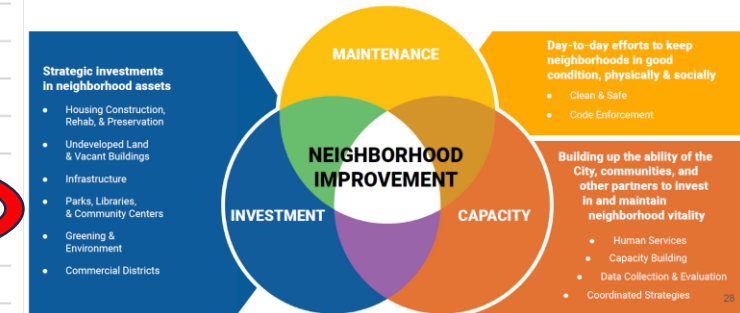 Strategic investments
in neighborhood assets
● Housing Construction,
Rehab, & Preservation
● Undeveloped Land
& Vacant Buildings
● Infrastructure
● Parks, Libraries,
& Community Centers
● Greening &
Environment
● Commercial Districts
MAINTENANCE
INVESTMENT
NEIGHBORHOOD
IMPROVEMENT
CAPACITY
Day-to-day efforts to keep
neighborhoods in good
condition, physically & socially
● Clean & Safe
● Code Enforcement
Building up the ability of the
City, communities, and
other partners to invest
in and maintain
neighborhood vitality
● Human Services
● Capacity Building
● Data Collection & Evaluation
● Coordinated Strategies
28